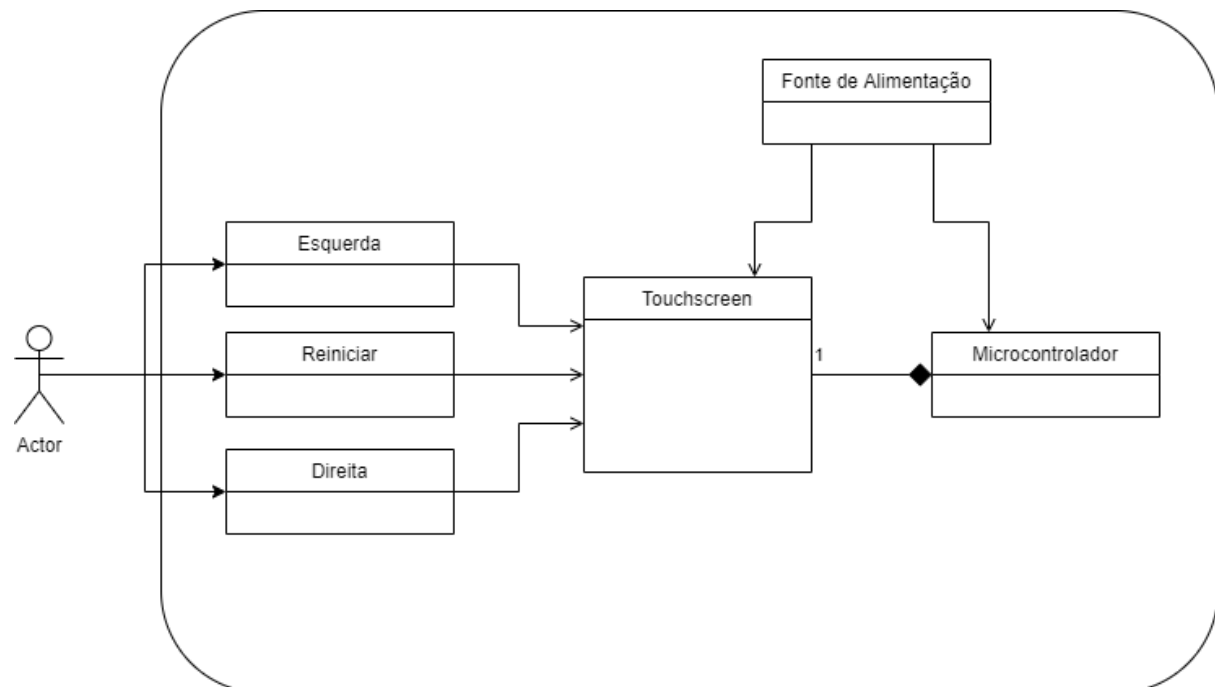 Fonte de Alimentação
Esquerda
Touchscreen
Reiniciar
1
Microcontrolador
Actor
Direita